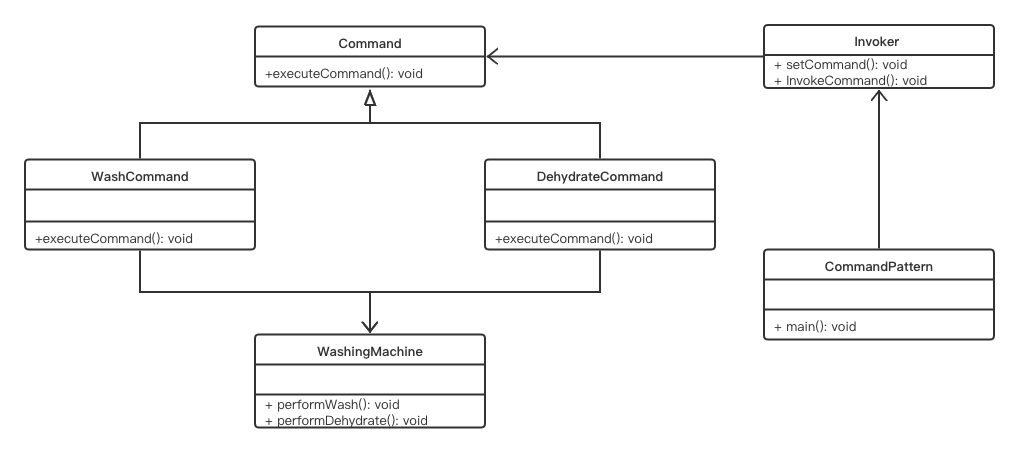 Command
+executeCommand(): void
Invoker
+ setCommand(): void
+ InvokeCommand(): void
WashCommand
+executeCommand(): void
DehydrateCommand
+executeCommand(): void
CommandPattern
+ main(): void
WashingMachine
+ performWash(): void
+ performDehydrate(): void